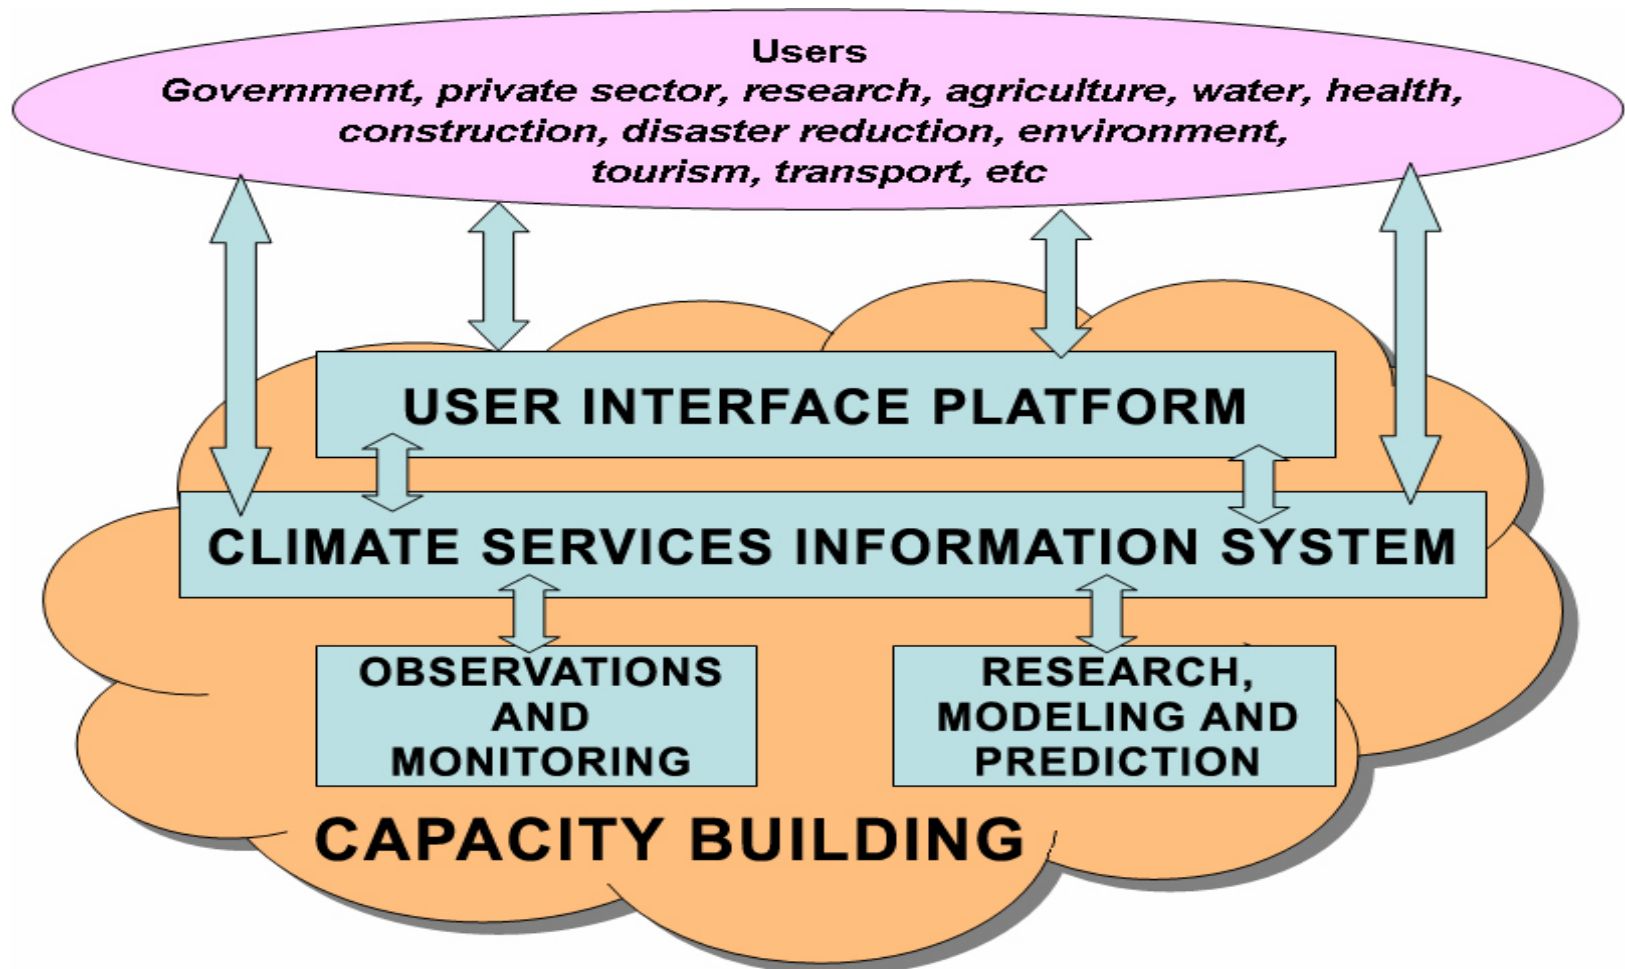 Users
Government, private sector, research, agriculture, water, health,
construction, disaster reduction, environment,
tourism, transport, etc
USER INTERFACE PLATFORM
CLIMATE SERVICES INFORMATION SYSTEM
OBSERVATIONS
AND
MONITORING
RESEARCH,
MODELING AND
PREDICTION
CAPACITY BUILDING